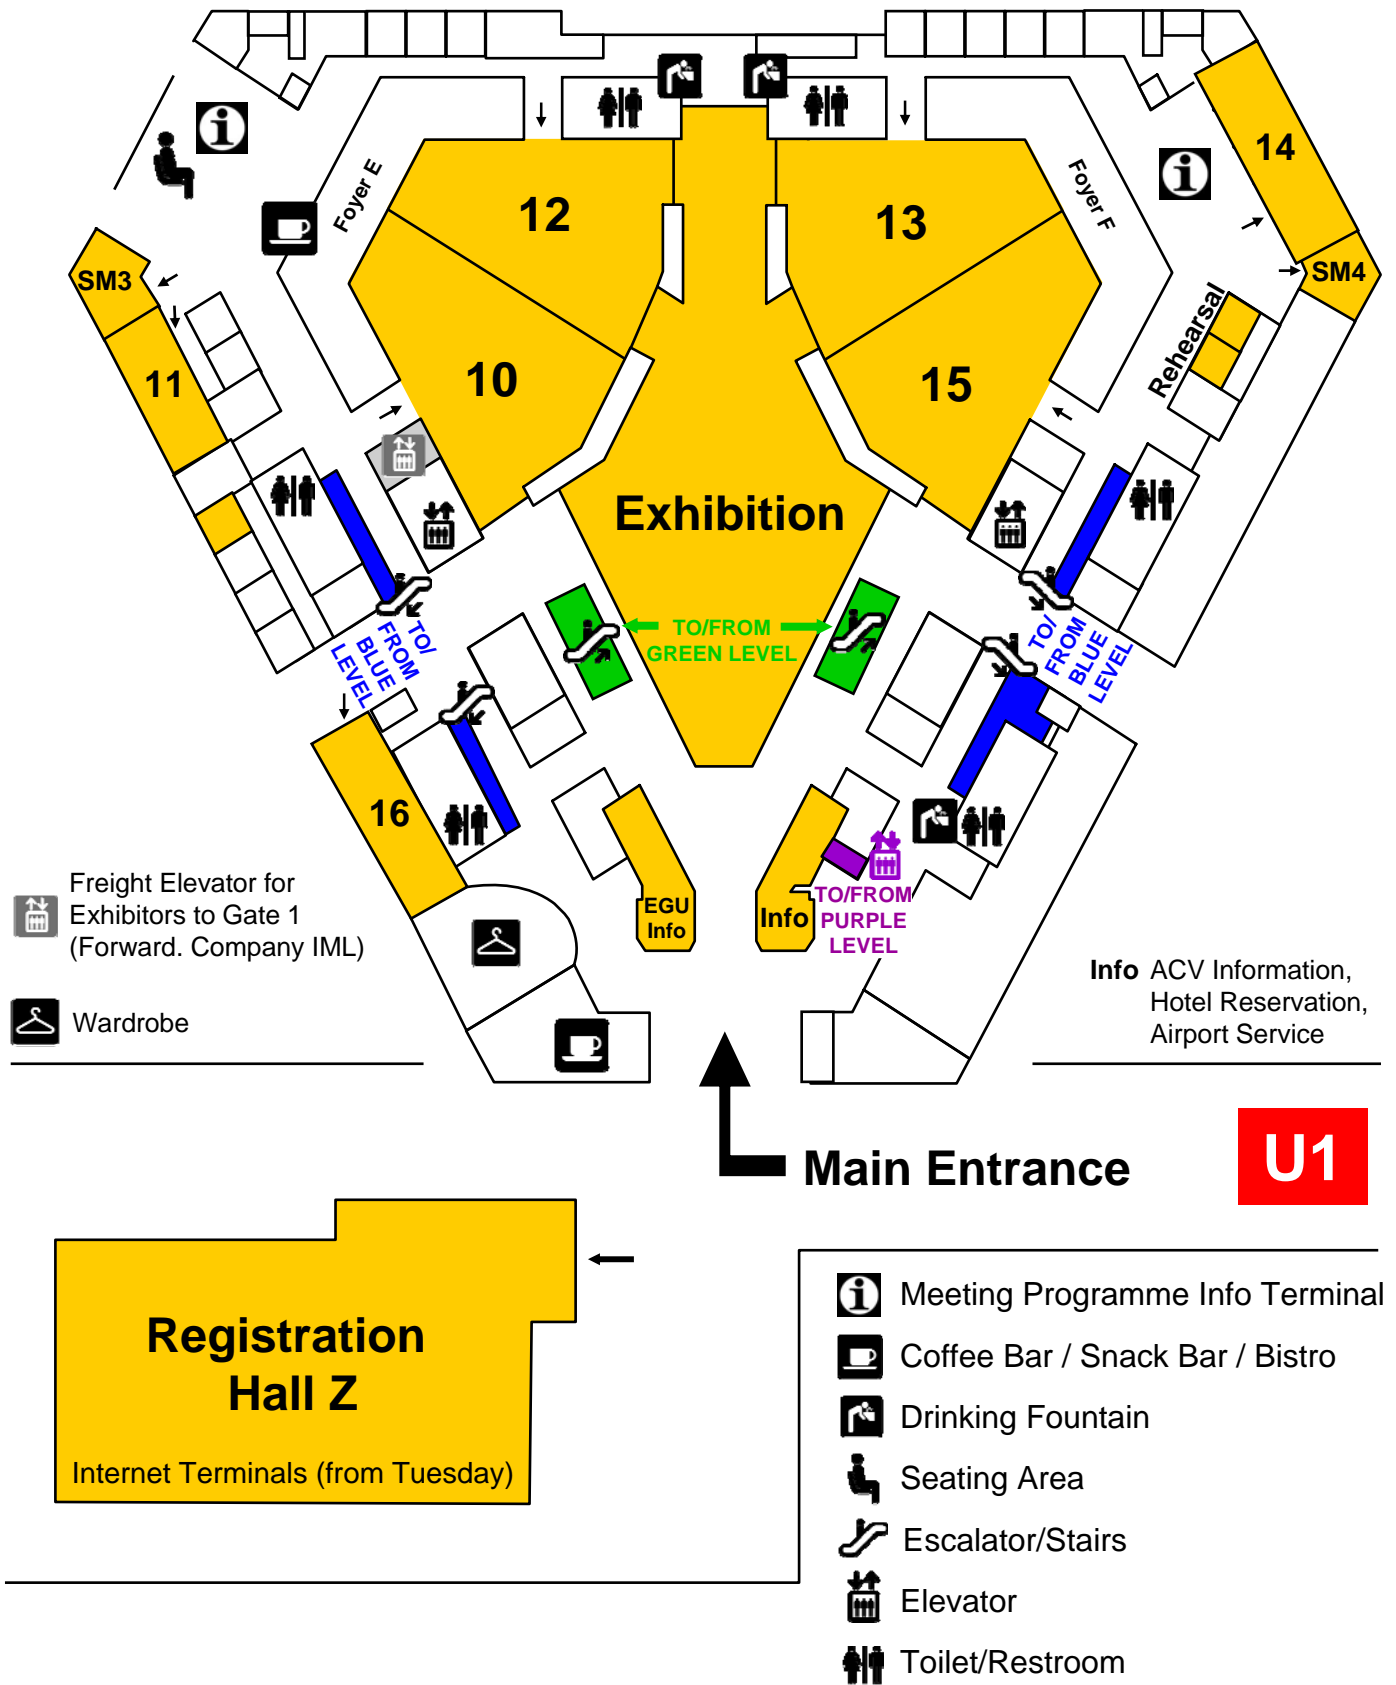 14
Foyer E
Foyer F
12
13
SM3
SM4
Rehearsal
11
10
15
Exhibition
TO/FROM
GREEN LEVEL
TO/
FROM
BLUE
LEVEL
TO/
FROM
BLUE
LEVEL
16
Freight Elevator for
Exhibitors to Gate 1
(Forward. Company IML)
EGU
Info
Info
TO/FROM
PURPLE
LEVEL
Wardrobe
Info ACV Information,
Hotel Reservation,
Airport Service
Main Entrance
U1
Registration
Hall Z
Internet Terminals (from Tuesday)
Meeting Programme Info Terminal
Coffee Bar / Snack Bar / Bistro
Drinking Fountain
Seating Area
Escalator/Stairs
Elevator
Toilet/Restroom